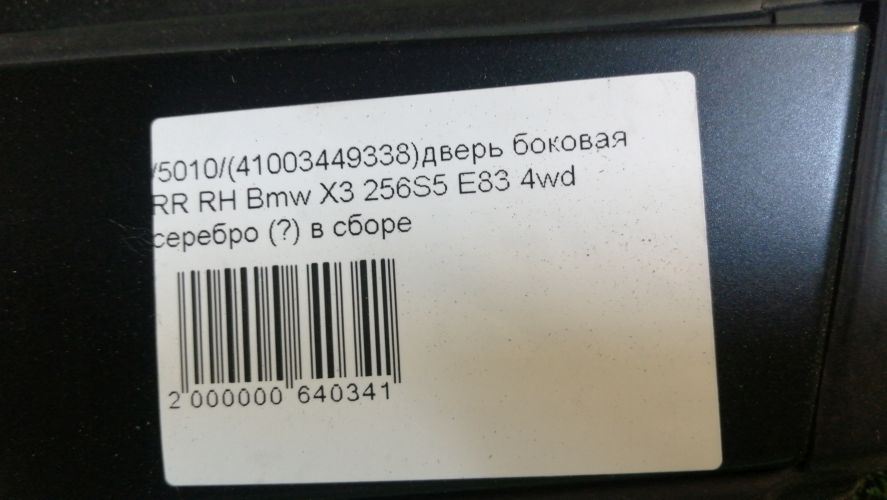 /5010/(41003449338)дверь боковая
RR RH Bmw X3 256S5 E83 4wd
серебро (?) в сборе
2 000000 640341